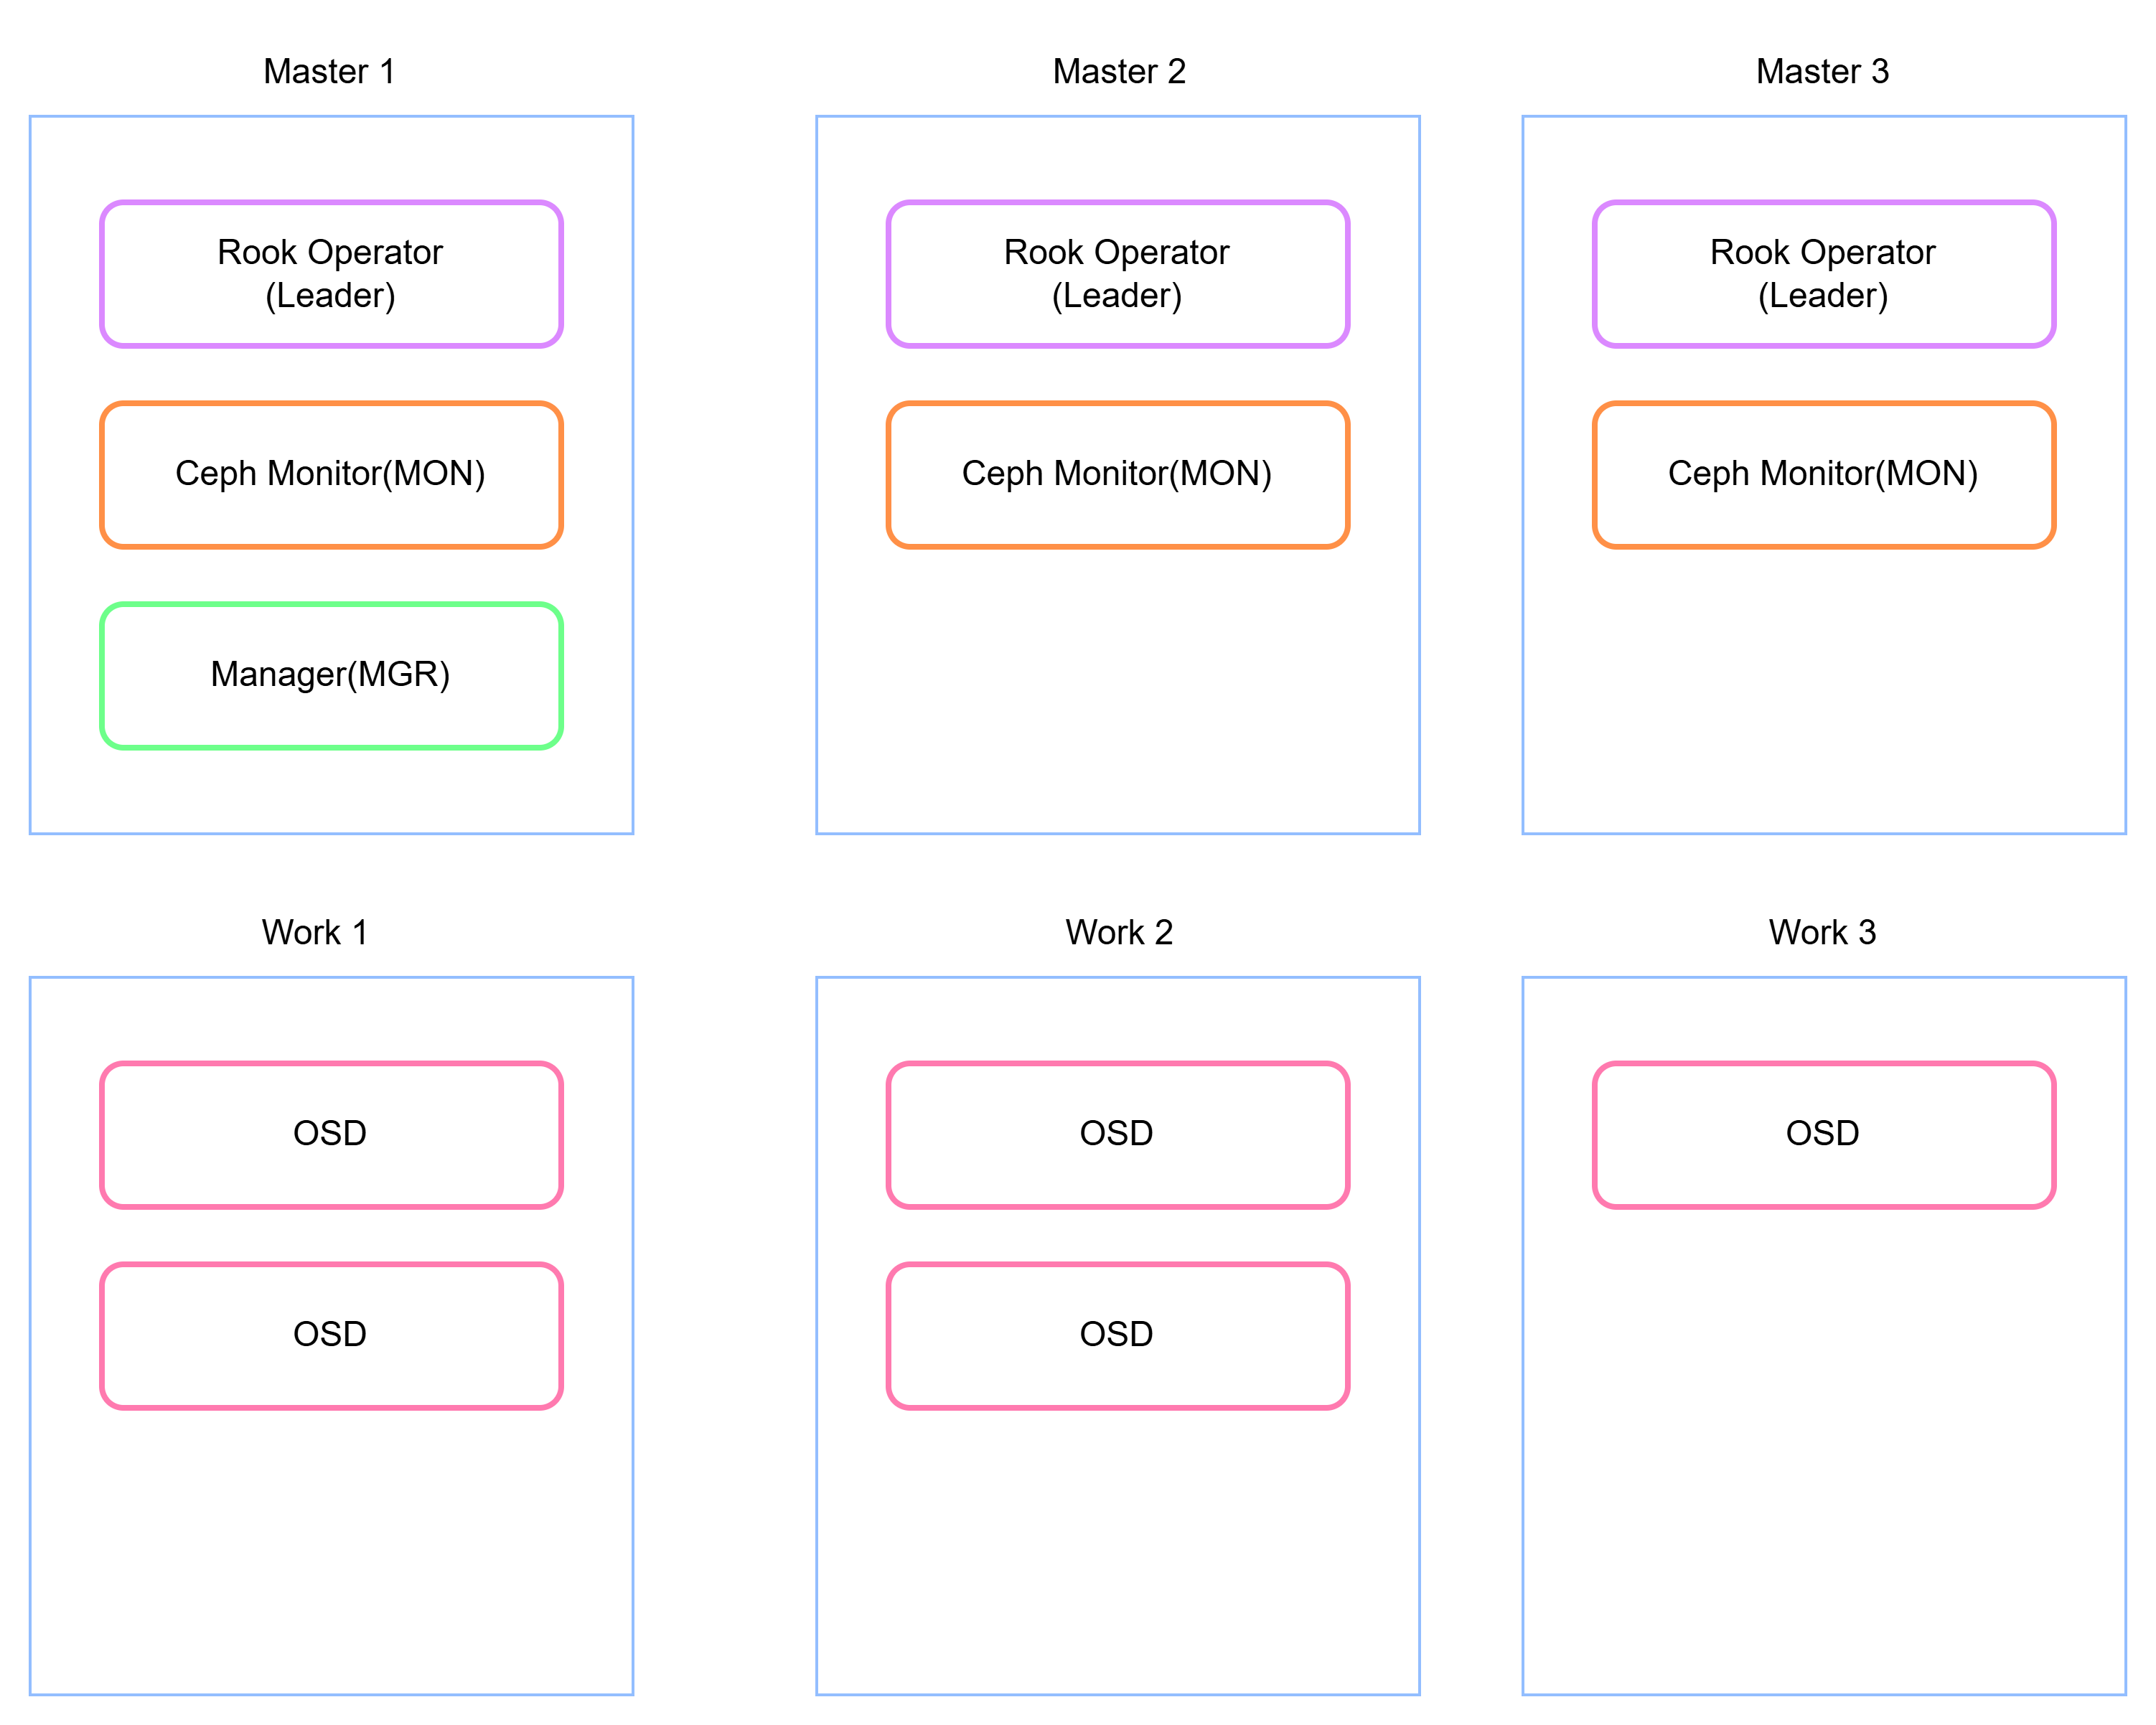 Master 1
Master 2
Master 3
Rook Operator
(Leader)
Rook Operator
(Leader)
Rook Operator
(Leader)
Ceph Monitor(MON)
Ceph Monitor(MON)
Ceph Monitor(MON)
Manager(MGR)
Work 1
Work 2
Work 3
OSD
OSD
OSD
OSD
OSD